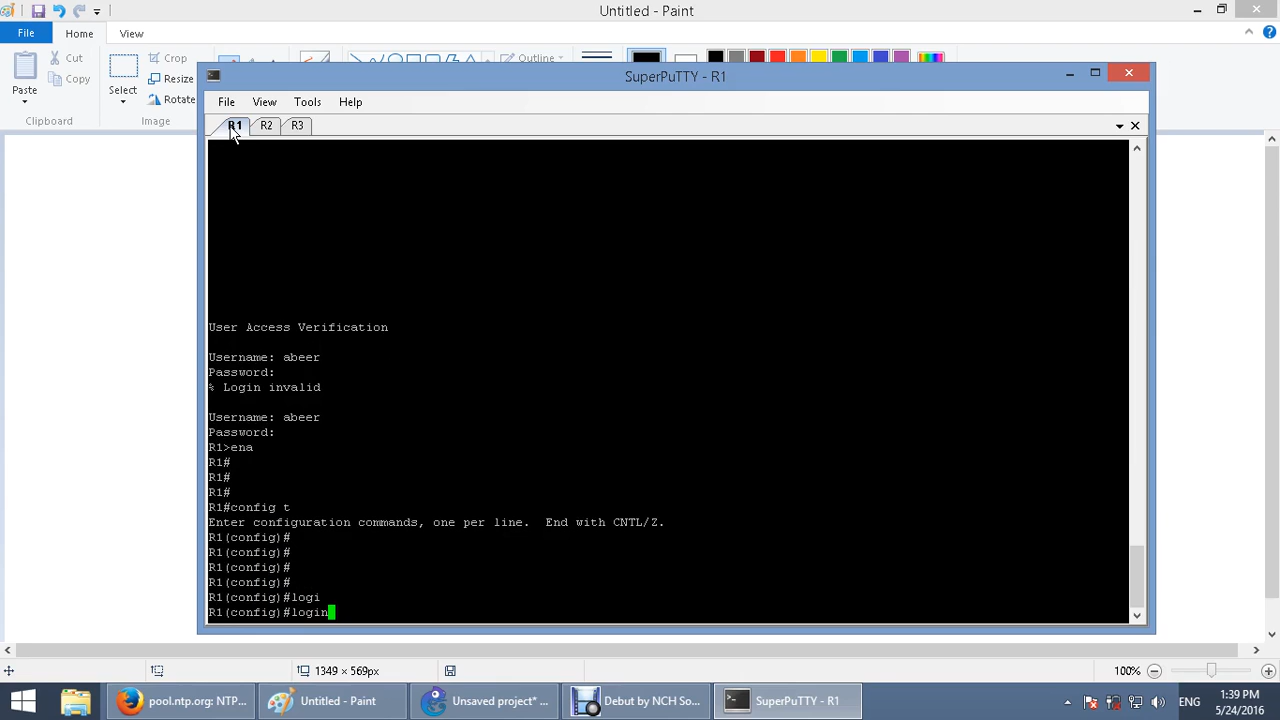 Untitled - Paint
File Home View
Cut
Copy
Paste
Clipboard
Select
Resize
Rotate
Image
Outline
SuperPuTTY - R1
File View Tools Help
R1 R2 R3
User Access Verification
Username: abeer
Password:
% Login invalid
Username: abeer
Password:
R1>ena
R1#
R1#
R1#
R1#config t
Enter configuration commands, one per line.  End with CNTL/Z.
R1(config)#
R1(config)#
R1(config)#
R1(config)#
R1(config)#logi
R1(config)#login
1349 × 569px
100%
pool.ntp.org: NTP...
Untitled - Paint
Unsaved project*...
Debut by NCH So...
SuperPuTTY - R1
ENG
1:39 PM
5/24/2016